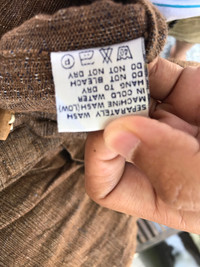 SEPARATELY WASH
MACHINE WASH(LOW)
IN COLD WATER
HANG TO DRY
DO NOT BLEACH
DO NOT DRY
P